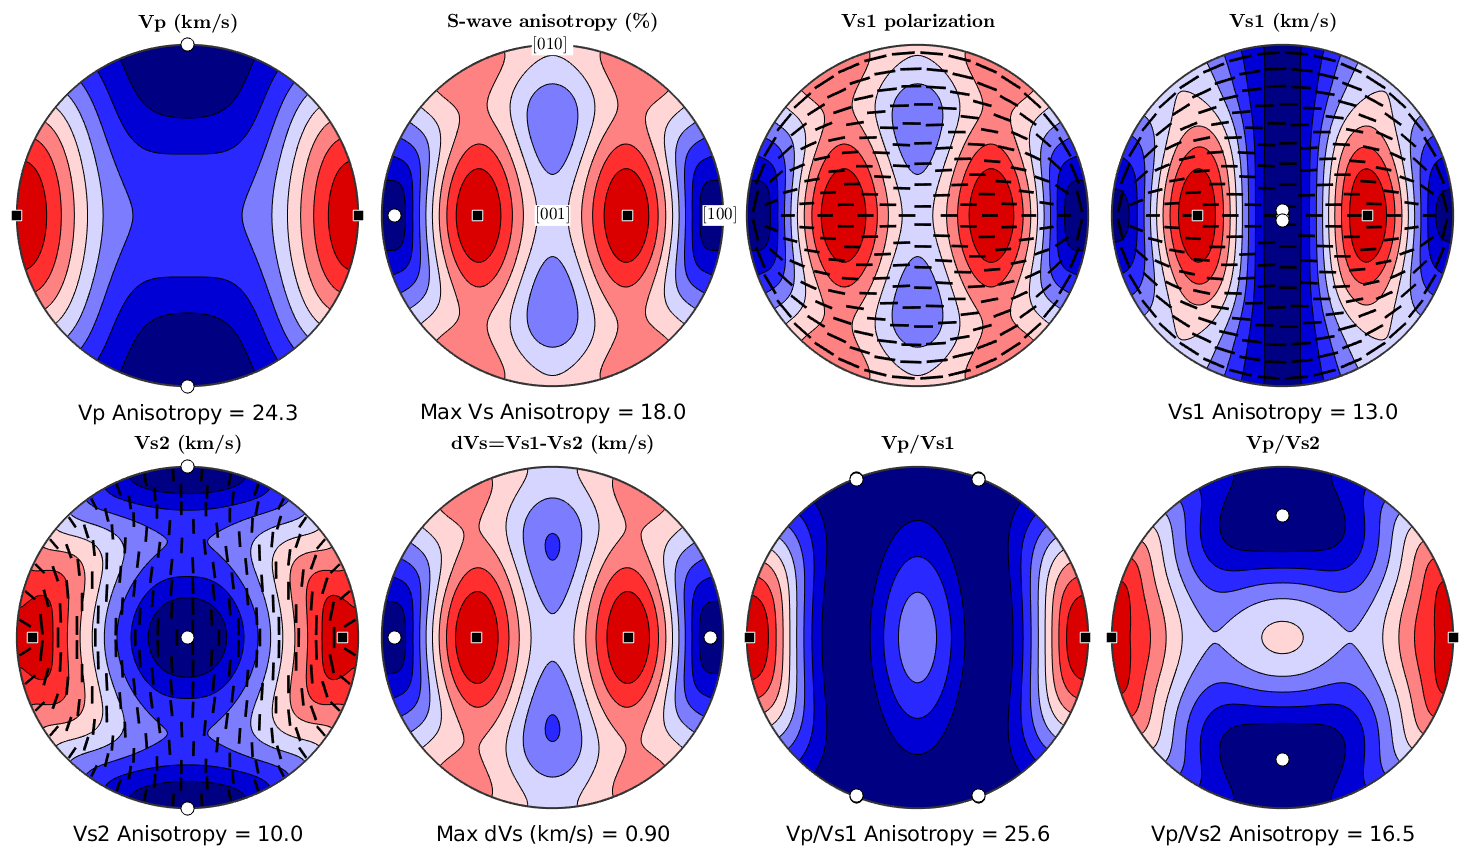 Vp (km/s)
S-wave anisotropy (%)
Vs1 polarization
Vs1 (km/s)
[010]
[001]
[100]
Vp Anisotropy = 24.3
Max Vs Anisotropy = 18.0
Vs1 Anisotropy = 13.0
Vs2 (km/s)
dVs=Vs1-Vs2 (km/s)
Vp/Vs1
Vp/Vs2
Vs2 Anisotropy = 10.0
Max dVs (km/s) = 0.90
Vp/Vs1 Anisotropy = 25.6
Vp/Vs2 Anisotropy = 16.5